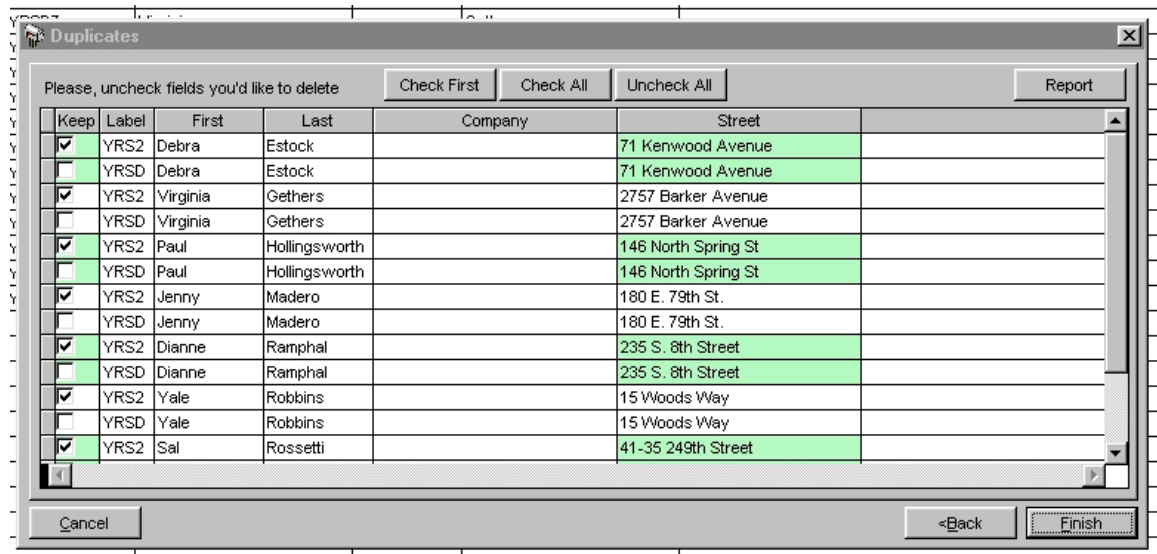 Duplicates
Please, uncheck fields you'd like to delete Check First Check All Uncheck All Report
Keep Label First Last Company Street
YRS2 Debra Estock 71 Kenwood Avenue
YRSD Debra Estock 71 Kenwood Avenue
YRS2 Virginia Gethers 2757 Barker Avenue
YRSD Virginia Gethers 2757 Barker Avenue
YRS2 Paul Hollingsworth 146 North Spring St
YRSD Paul Hollingsworth 146 North Spring St
YRS2 Jenny Madero 180 E. 79th St.
YRSD Jenny Madero 180 E. 79th St.
YRS2 Dianne Ramphal 235 S. 8th Street
YRSD Dianne Ramphal 235 S. 8th Street
YRS2 Yale Robbins 15 Woods Way
YRSD Yale Robbins 15 Woods Way
YRS2 Sal Rossetti 41-35 249th Street
Cancel <Back Finish